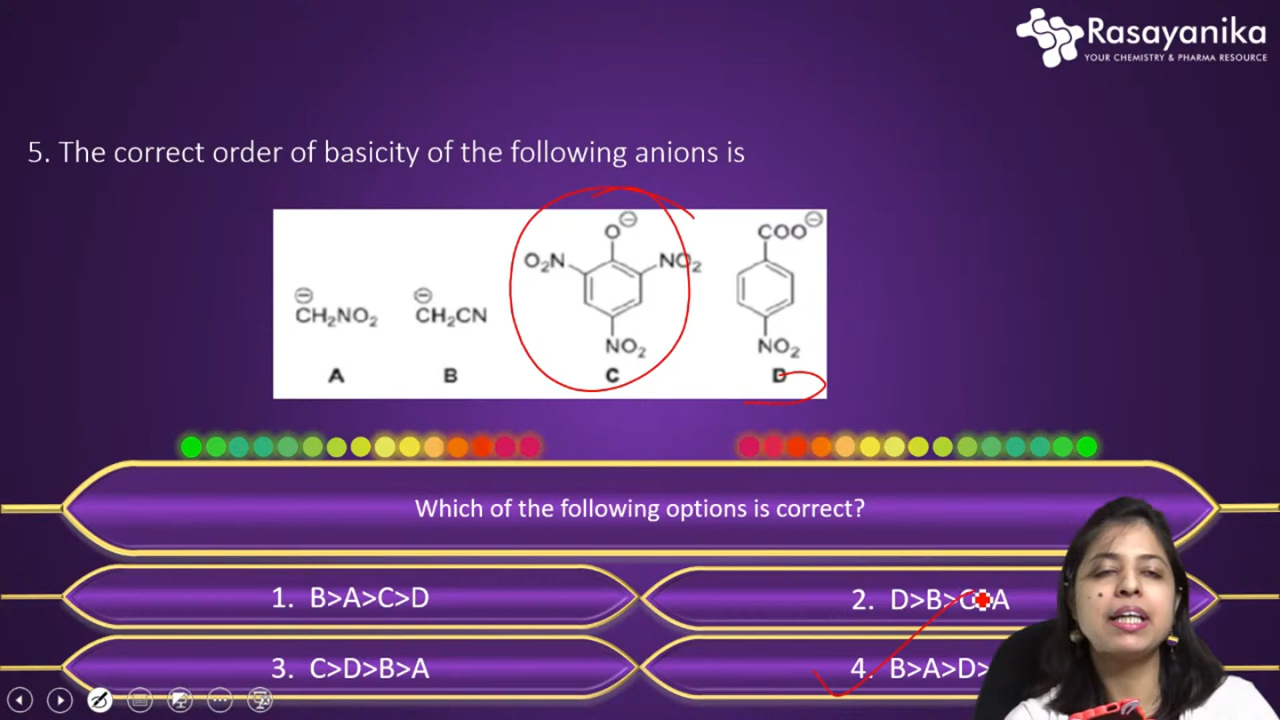 Rasayanika
YOUR CHEMISTRY & PHARMA RESOURCE
5. The correct order of basicity of the following anions is
⊖
CH₂NO₂
A
⊖
CH₂CN
B
O⊖
O₂N NO₂
NO₂
C
COO⊖
NO₂
D
Which of the following options is correct?
1. B>A>C>D
2. D>B>C>A
3. C>D>B>A
4. B>A>D>